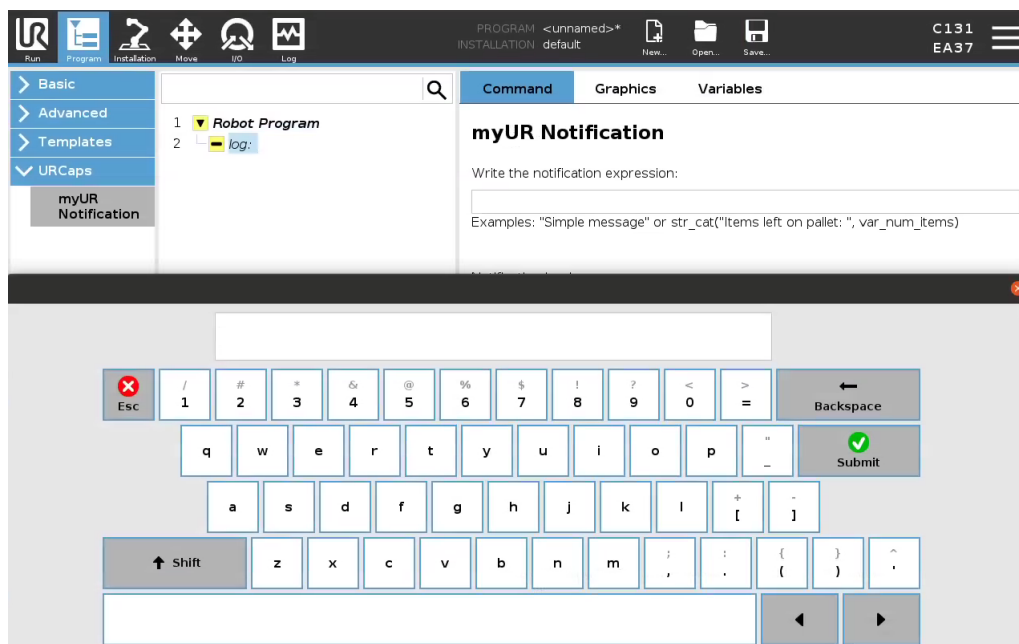 UR
PROGRAM <unnamed>*
INSTALLATION default
C131
EA37
Run Program Installation Move I/O Log New... Open... Save...
Basic
Advanced
Templates
URCaps
myUR
Notification
1 Robot Program
2 log:
Command Graphics Variables
myUR Notification
Write the notification expression:
Examples: "Simple message" or str_cat("Items left on pallet: ", var_num_items)
/ # * & @ % $ ! ? < >
Esc 1 2 3 4 5 6 7 8 9 0 = Backspace
"
q w e r t y u i o p _ Submit
+ -
a s d f g h j k l [ ]
; : { } ^
Shift z x c v b n m , . ( ) '